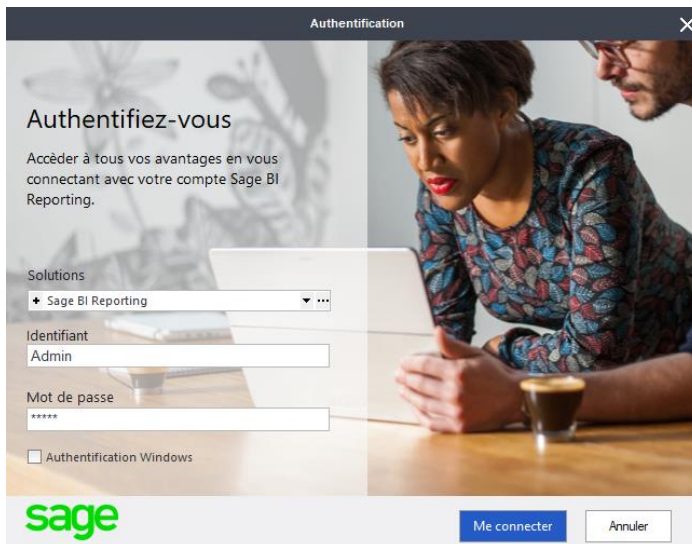 Authentification
Authentifiez-vous
Accèder à tous vos avantages en vous
connectant avec votre compte Sage BI
Reporting.
Solutions
Sage BI Reporting
Identifiant
Admin
Mot de passe
*****
Authentification Windows
sage
Me connecter
Annuler